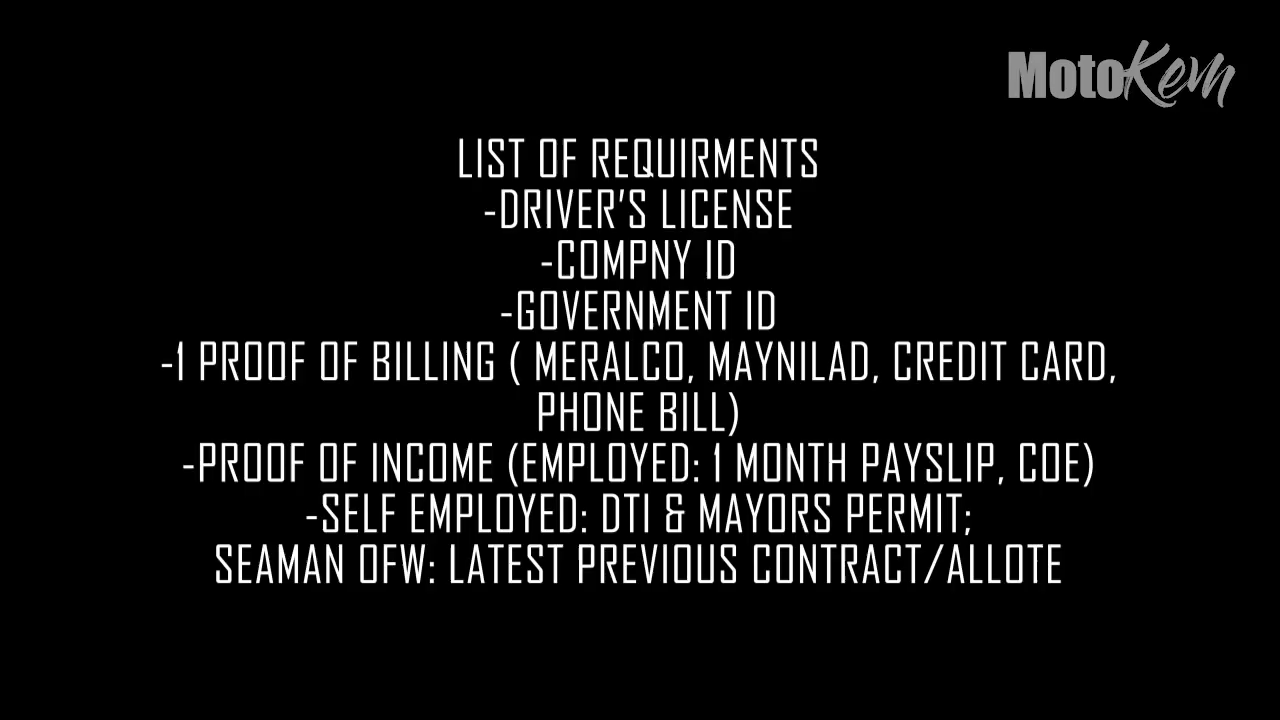 MotoKevn
LIST OF REQUIRMENTS
-DRIVER'S LICENSE
-COMPNY ID
-GOVERNMENT ID
-1 PROOF OF BILLING ( MERALCO, MAYNILAD, CREDIT CARD,
PHONE BILL)
-PROOF OF INCOME (EMPLOYED: 1 MONTH PAYSLIP, COE)
-SELF EMPLOYED: DTI & MAYORS PERMIT;
SEAMAN OFW: LATEST PREVIOUS CONTRACT/ALLOTE